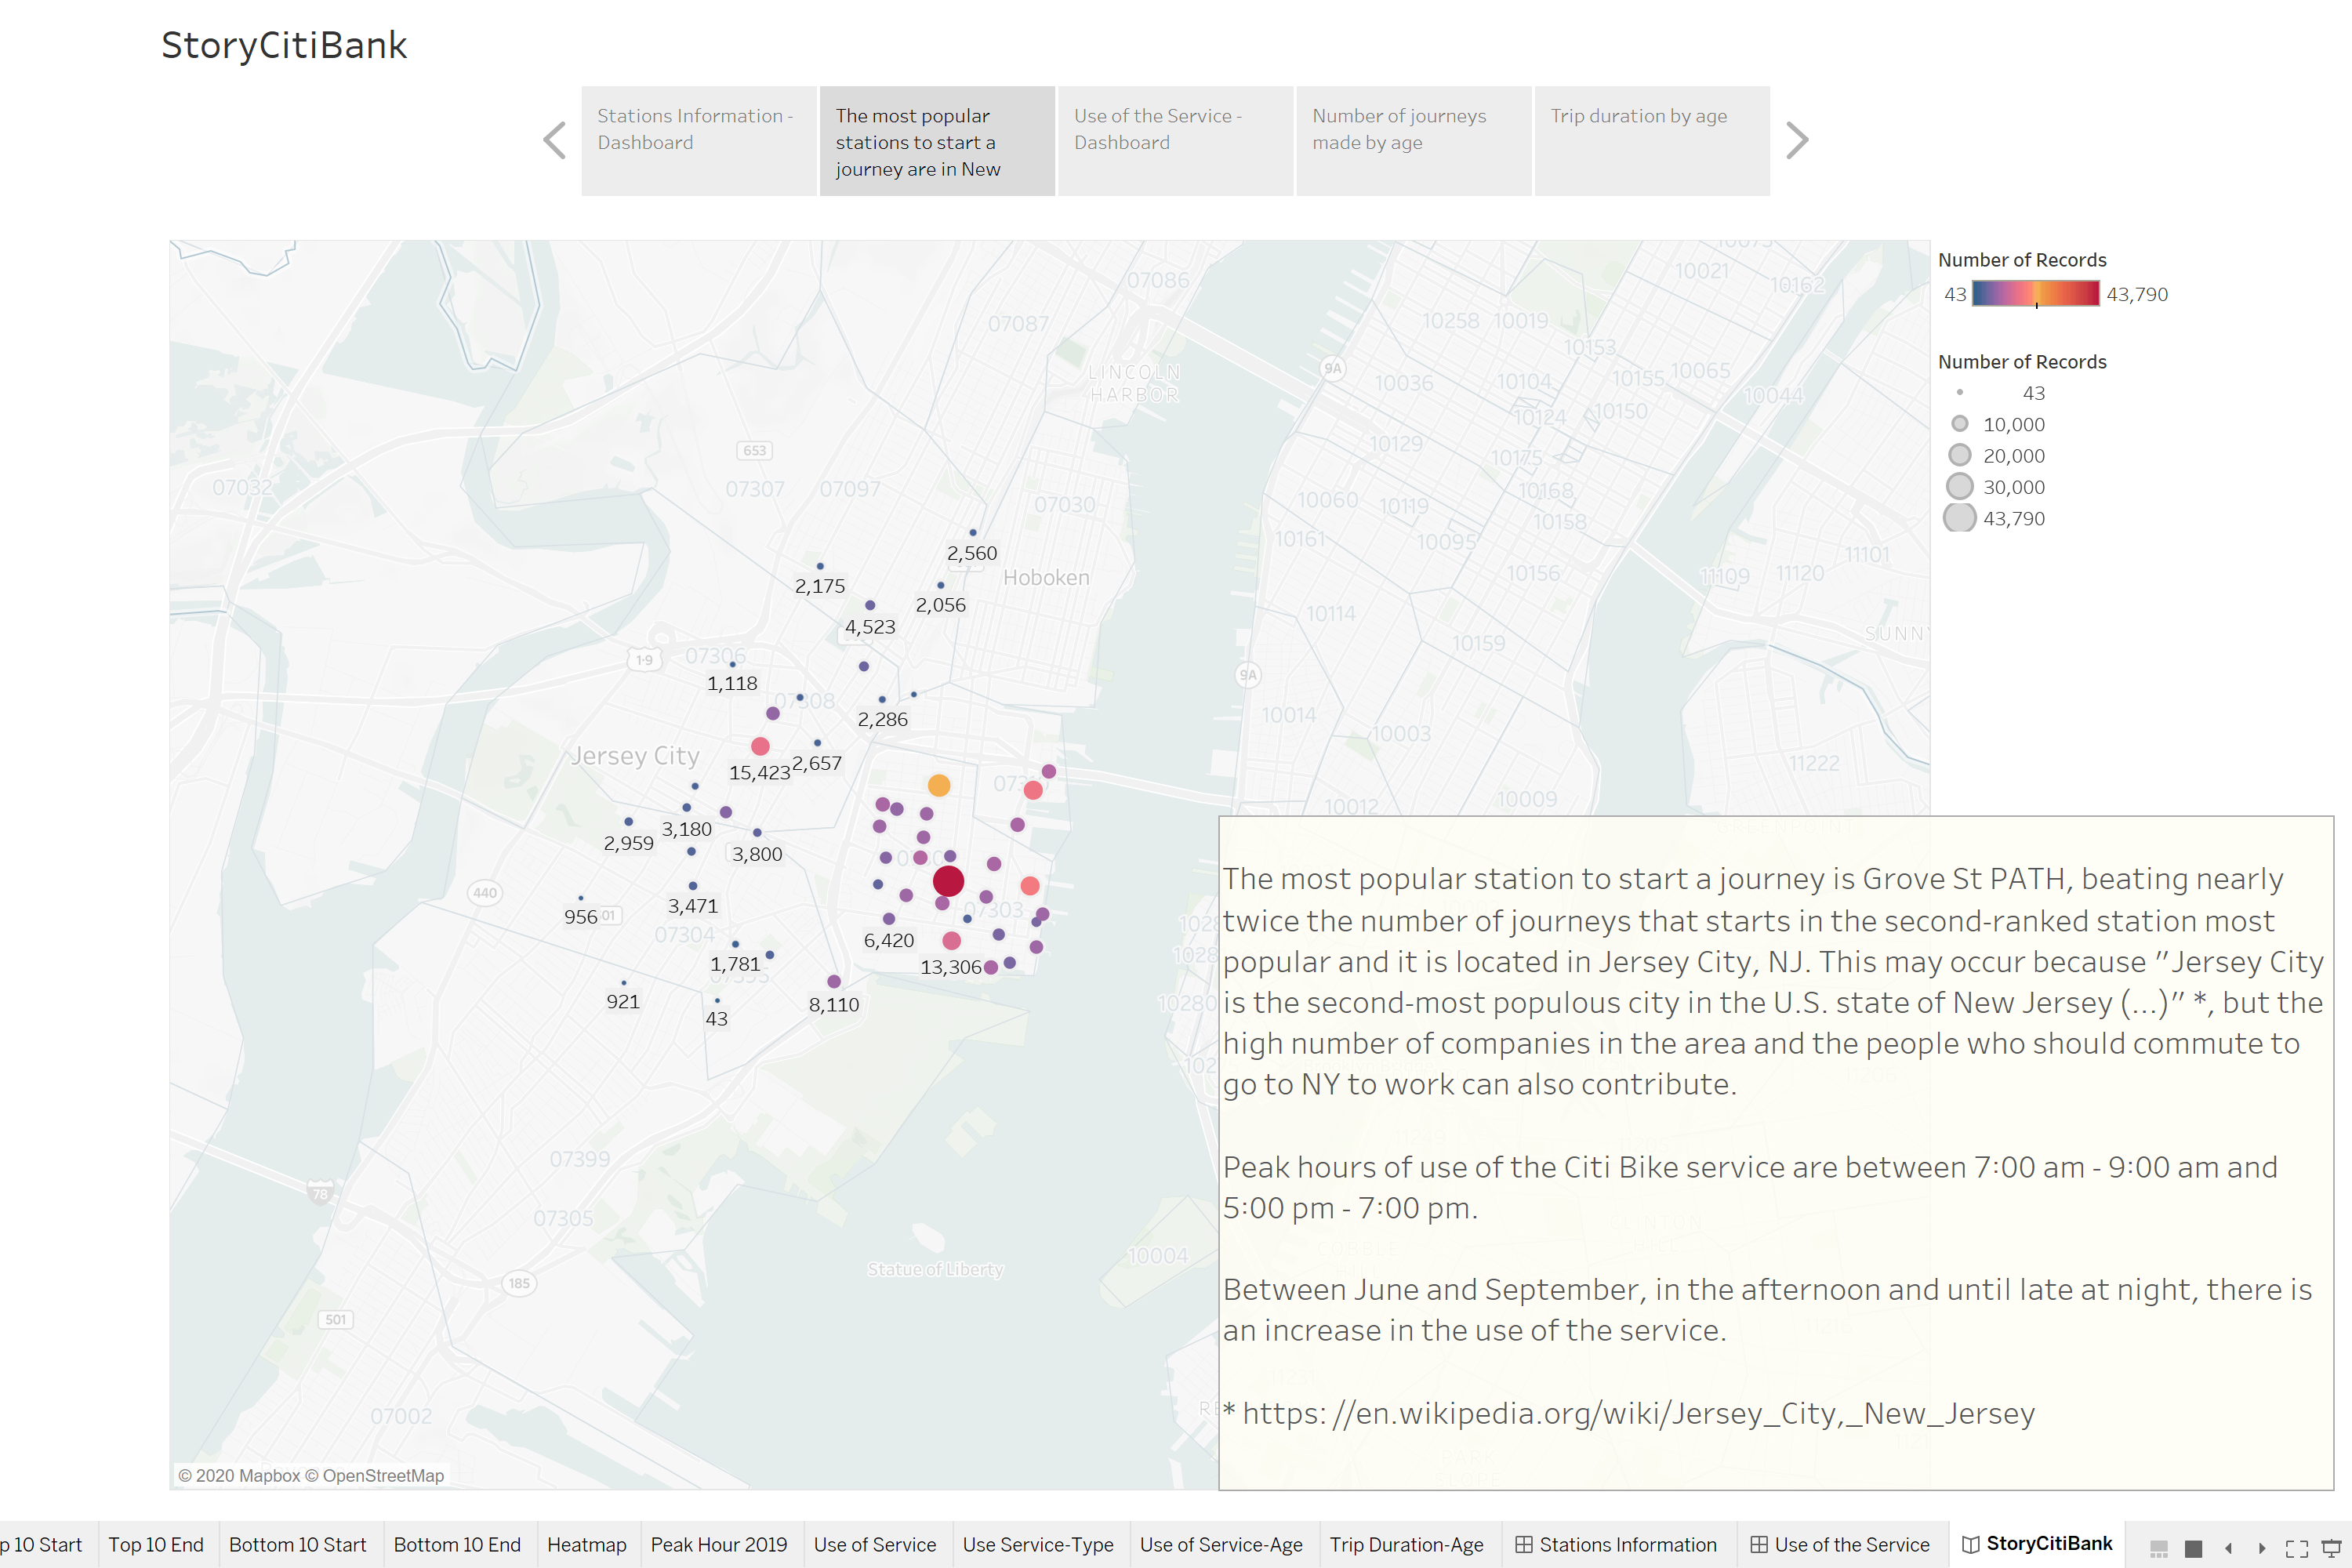 StoryCitiBank
Stations Information -
Dashboard
The most popular
stations to start a
journey are in New
Use of the Service -
Dashboard
Number of journeys
made by age
Trip duration by age
Number of Records
43
43,790
Number of Records
43
10,000
20,000
30,000
43,790
07086
10021
10162
07087
10258
10019
10153
LINCOLN
HARBOR
9A
10036
10104
10155
10065
10044
10124
10150
653
10129
10175
07032
07307
07097
07030
10060
10119
10168
10158
2,560
10161
10095
11101
Hoboken
10156
11109
11120
2,175
2,056
4,523
10114
10159
1-9
07306
9A
1,118
2,286
10014
10003
Jersey City
15,423
2,657
11222
10012
10009
2,959
3,180
3,800
440
956
01
3,471
07303
07304
6,420
13,306
1,781
921
43
8,110
10280
07399
78
07305
10004
185
Statue of Liberty
501
07002
The most popular station to start a journey is Grove St PATH, beating nearly
twice the number of journeys that starts in the second-ranked station most
popular and it is located in Jersey City, NJ. This may occur because "Jersey City
is the second-most populous city in the U.S. state of New Jersey (...)" *, but the
high number of companies in the area and the people who should commute to
go to NY to work can also contribute.
Peak hours of use of the Citi Bike service are between 7:00 am - 9:00 am and
5:00 pm - 7:00 pm.
Between June and September, in the afternoon and until late at night, there is
an increase in the use of the service.
* https: //en.wikipedia.org/wiki/Jersey_City,_New_Jersey
© 2020 Mapbox © OpenStreetMap
p 10 Start
Top 10 End
Bottom 10 Start
Bottom 10 End
Heatmap
Peak Hour 2019
Use of Service
Use Service-Type
Use of Service-Age
Trip Duration-Age
Stations Information
Use of the Service
StoryCitiBank